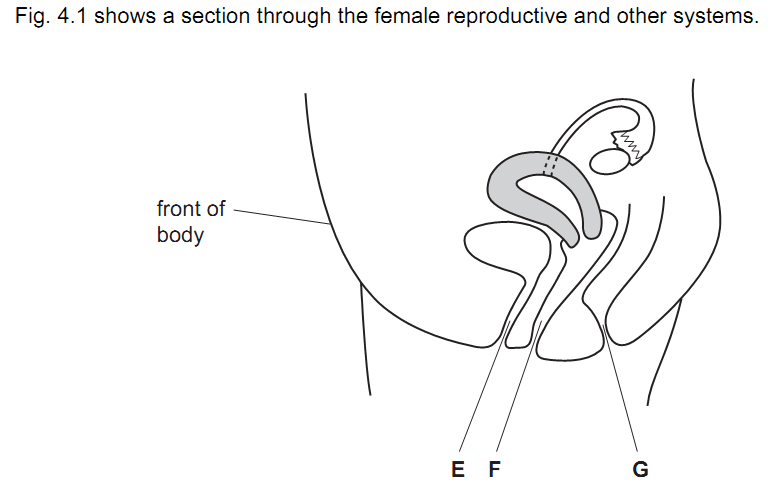 Fig. 4.1 shows a section through the female reproductive and other systems.
front of
body
E F G